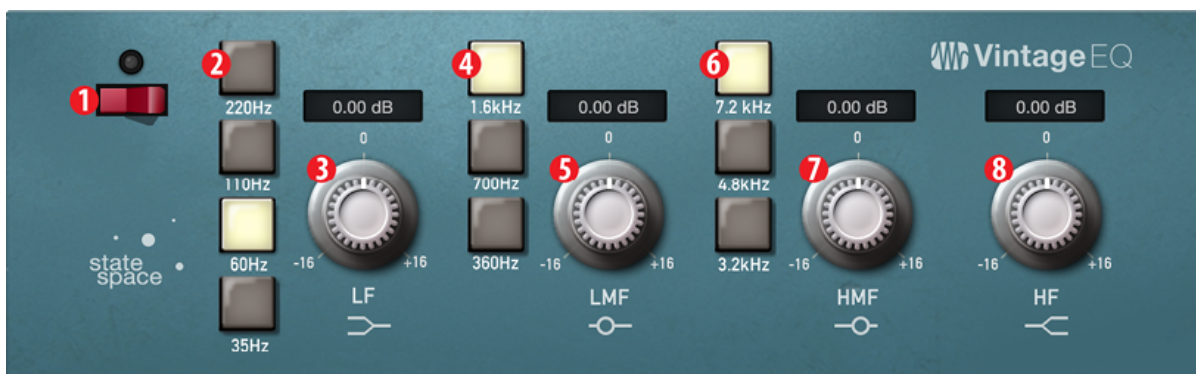 1
2
220Hz
110Hz
60Hz
35Hz
0.00 dB
0
3
-16
+16
LF
4
1.6kHz
700Hz
360Hz
0.00 dB
0
5
-16
+16
LMF
6
7.2 kHz
4.8kHz
3.2kHz
0.00 dB
0
7
-16
+16
HMF
Vintage EQ
0.00 dB
0
8
-16
+16
HF
state
space